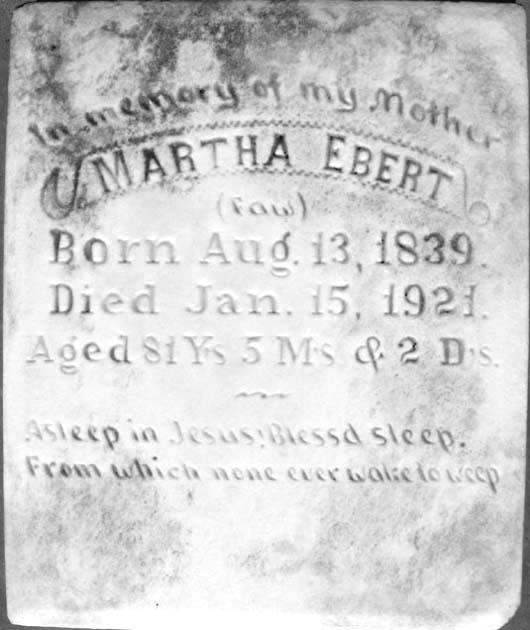 In memory of my Mother
MARTHA EBERT
(Faw)
Born Aug. 13, 1839.
Died Jan. 15, 1921.
Aged 81 Ys 5 Ms & 2 Ds.
Asleep in Jesus! Blessd sleep.
From which none ever wake to weep